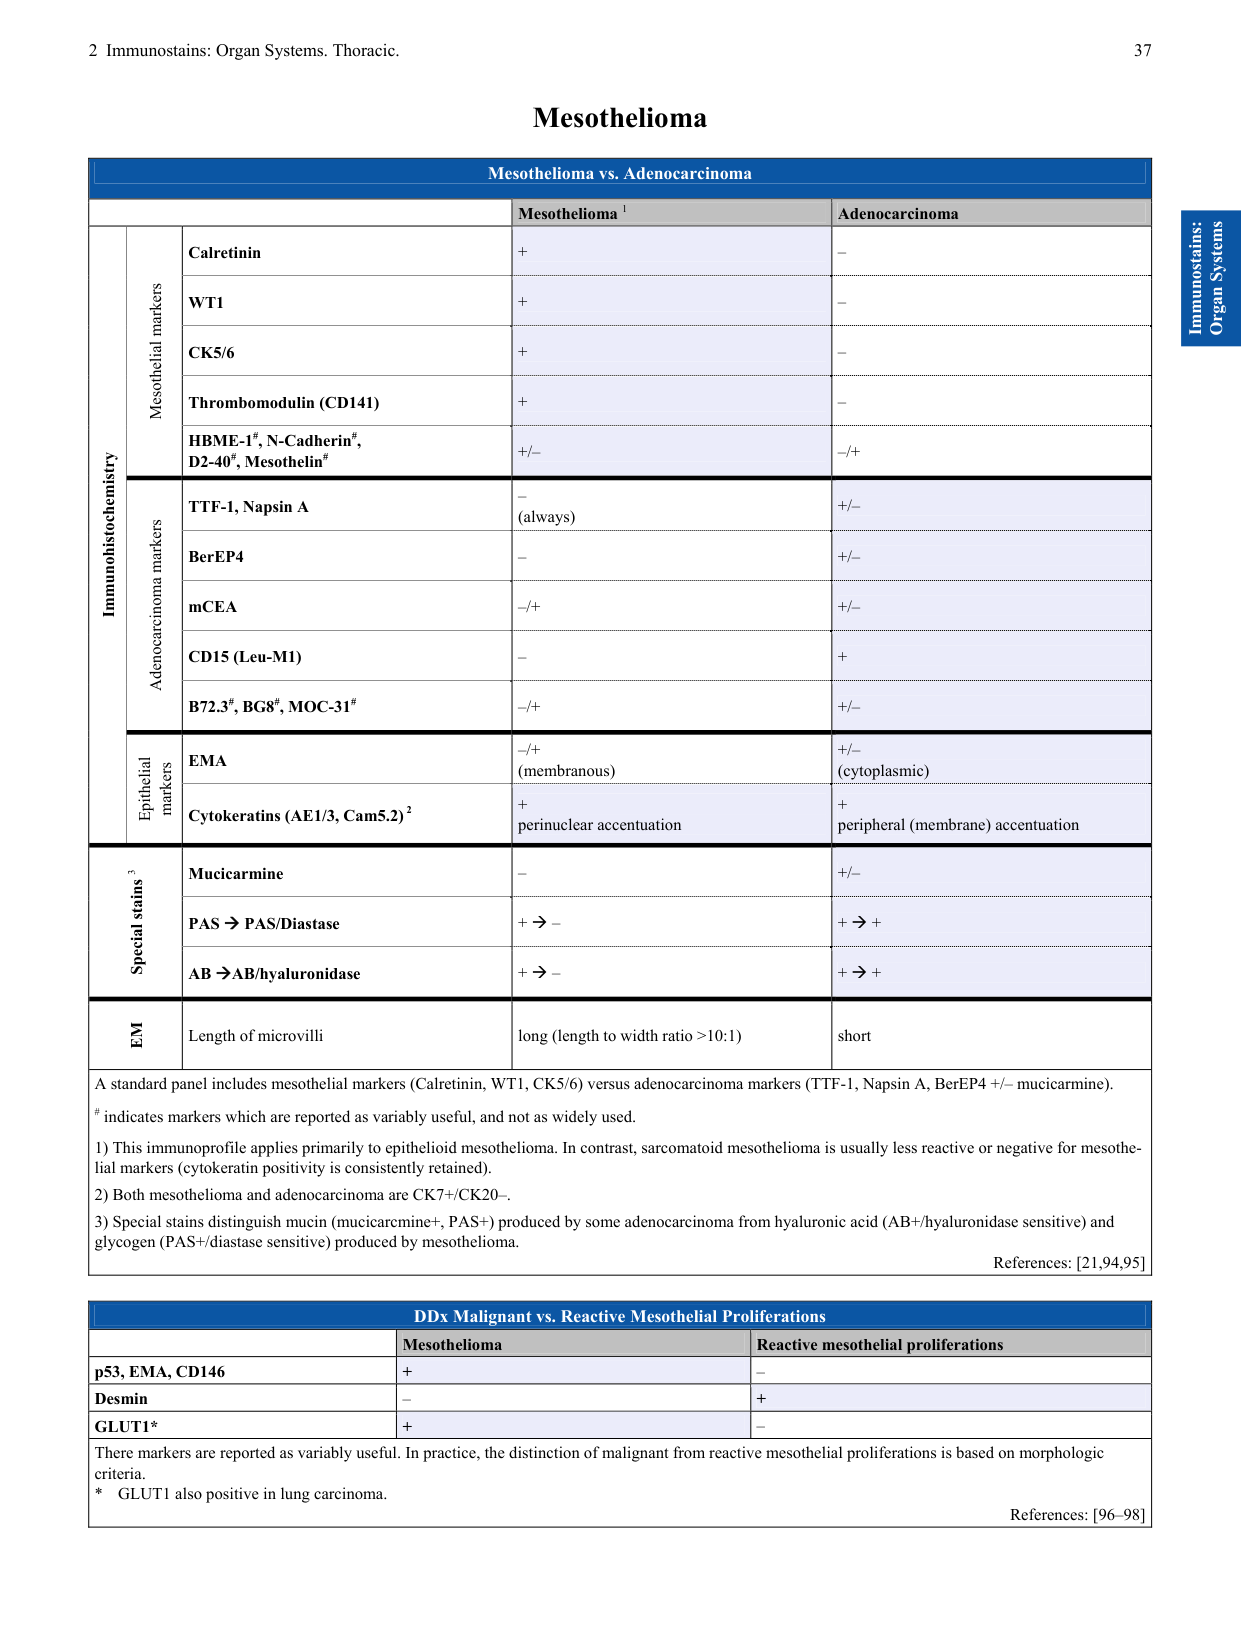 2 Immunostains: Organ Systems. Thoracic. 37
Mesothelioma
Mesothelioma vs. Adenocarcinoma
Mesothelioma 1 Adenocarcinoma
Immunostains:
Organ Systems
Immunohistochemistry
Mesothelial markers
Calretinin + –
WT1 + –
CK5/6 + –
Thrombomodulin (CD141) + –
HBME-1#, N-Cadherin#,
D2-40#, Mesothelin# +/– –/+
Adenocarcinoma markers
TTF-1, Napsin A – +/–
(always)
BerEP4 – +/–
mCEA –/+ +/–
CD15 (Leu-M1) – +
B72.3#, BG8#, MOC-31# –/+ +/–
Epithelial
markers
EMA –/+ +/–
(membranous) (cytoplasmic)
Cytokeratins (AE1/3, Cam5.2) 2 + +
perinuclear accentuation peripheral (membrane) accentuation
Special stains 3
Mucicarmine – +/–
PAS → PAS/Diastase + → – + → +
AB →AB/hyaluronidase + → – + → +
EM
Length of microvilli long (length to width ratio >10:1) short
A standard panel includes mesothelial markers (Calretinin, WT1, CK5/6) versus adenocarcinoma markers (TTF-1, Napsin A, BerEP4 +/– mucicarmine).
# indicates markers which are reported as variably useful, and not as widely used.
1) This immunoprofile applies primarily to epithelioid mesothelioma. In contrast, sarcomatoid mesothelioma is usually less reactive or negative for mesothe-
lial markers (cytokeratin positivity is consistently retained).
2) Both mesothelioma and adenocarcinoma are CK7+/CK20–.
3) Special stains distinguish mucin (mucicarcmine+, PAS+) produced by some adenocarcinoma from hyaluronic acid (AB+/hyaluronidase sensitive) and
glycogen (PAS+/diastase sensitive) produced by mesothelioma.
References: [21,94,95]
DDx Malignant vs. Reactive Mesothelial Proliferations
Mesothelioma Reactive mesothelial proliferations
p53, EMA, CD146 + –
Desmin – +
GLUT1* + –
There markers are reported as variably useful. In practice, the distinction of malignant from reactive mesothelial proliferations is based on morphologic
criteria.
* GLUT1 also positive in lung carcinoma.
References: [96–98]